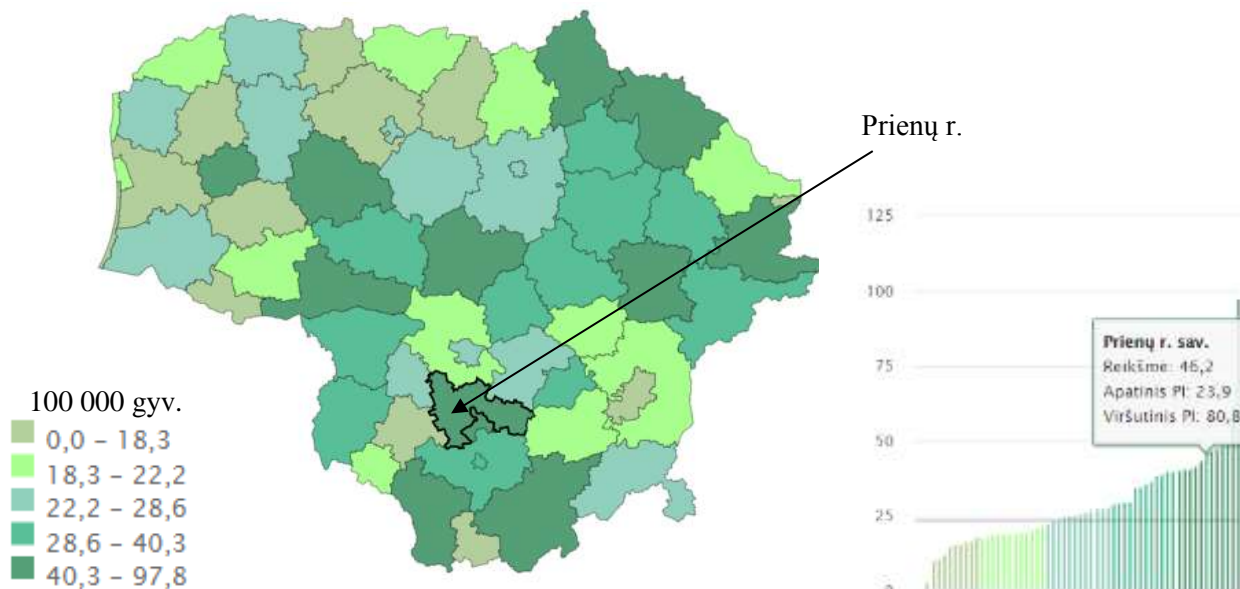 Prienų r.
100 000 gyv.
0,0 – 18,3
18,3 – 22,2
22,2 – 28,6
28,6 – 40,3
40,3 – 97,8
125
100
75
50
25
Prienų r. sav.
Reikšmė: 46,2
Apatinis PI: 23,9
Viršutinis PI: 80,8